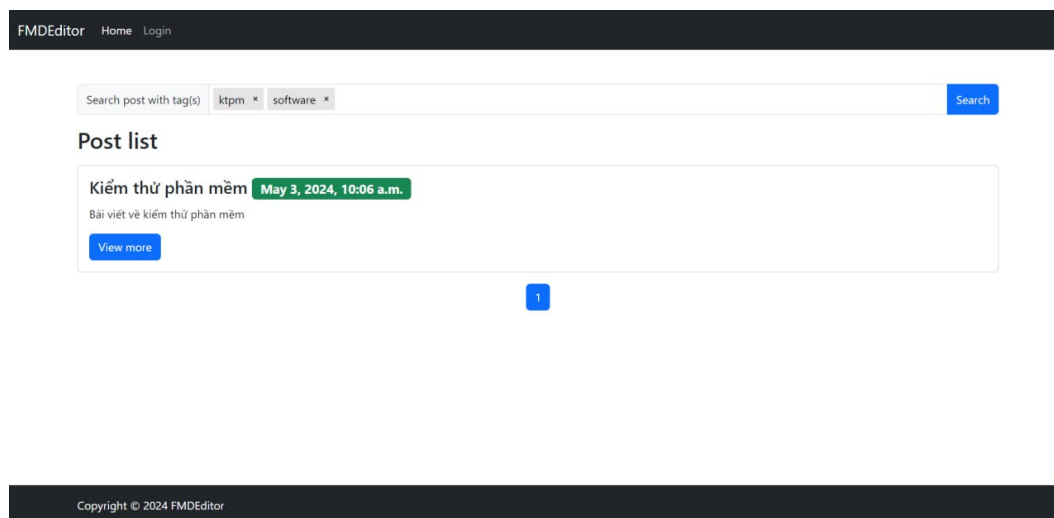 FMDEditor Home Login
Search post with tag(s) ktpm × software × Search
Post list
Kiểm thử phần mềm May 3, 2024, 10:06 a.m.
Bài viết về kiểm thử phần mềm
View more
1
Copyright © 2024 FMDEditor